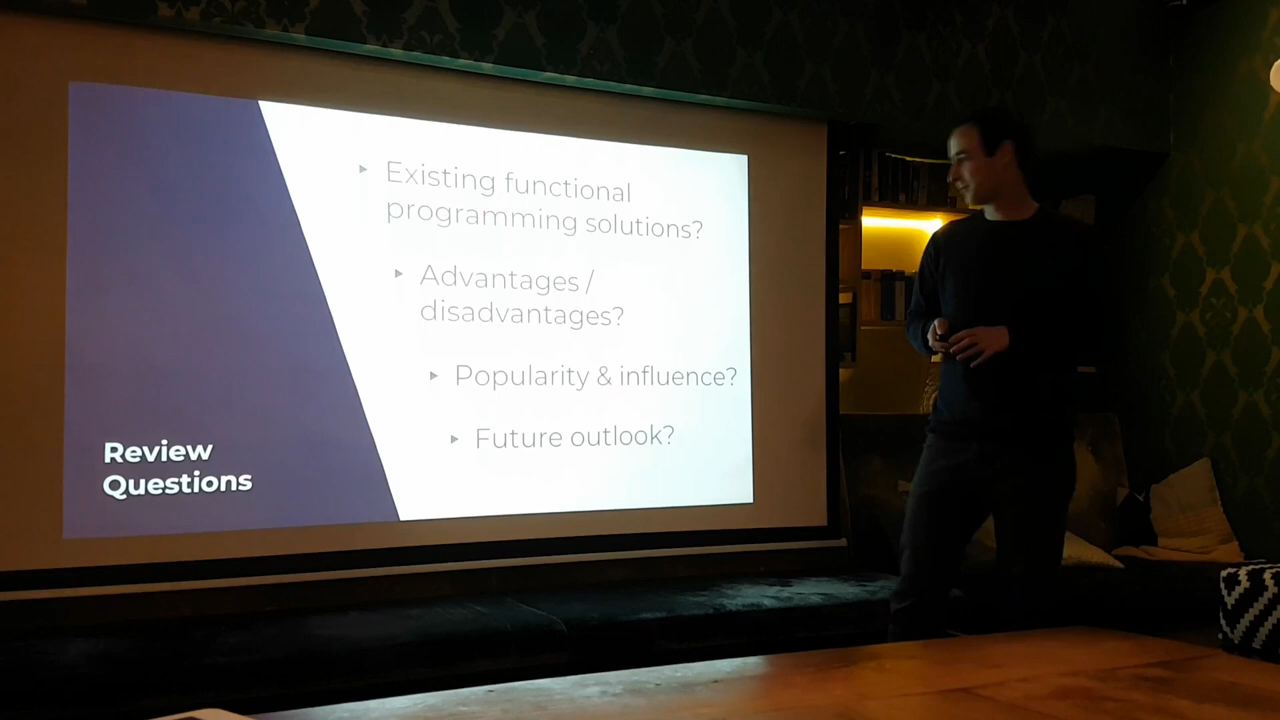 Existing functional
programming solutions?
Advantages /
disadvantages?
Popularity & influence?
Future outlook?
Review
Questions